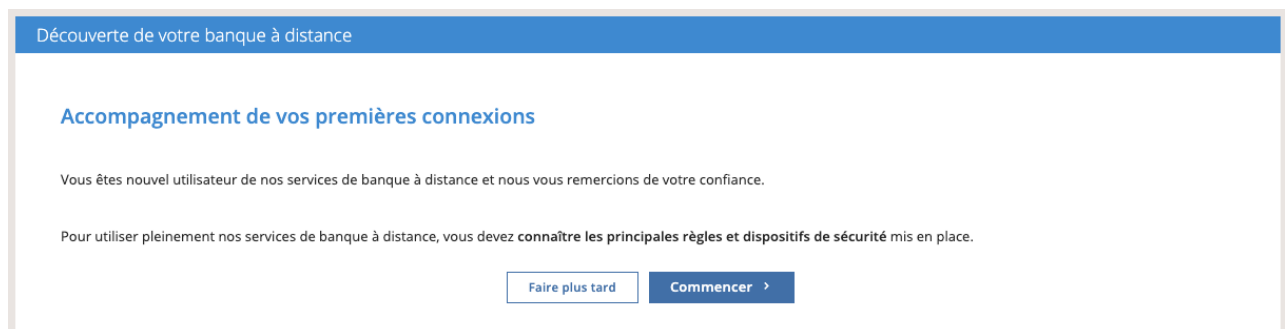 Découverte de votre banque à distance
Accompagnement de vos premières connexions
Vous êtes nouvel utilisateur de nos services de banque à distance et nous vous remercions de votre confiance.
Pour utiliser pleinement nos services de banque à distance, vous devez connaître les principales règles et dispositifs de sécurité mis en place.
Faire plus tard
Commencer